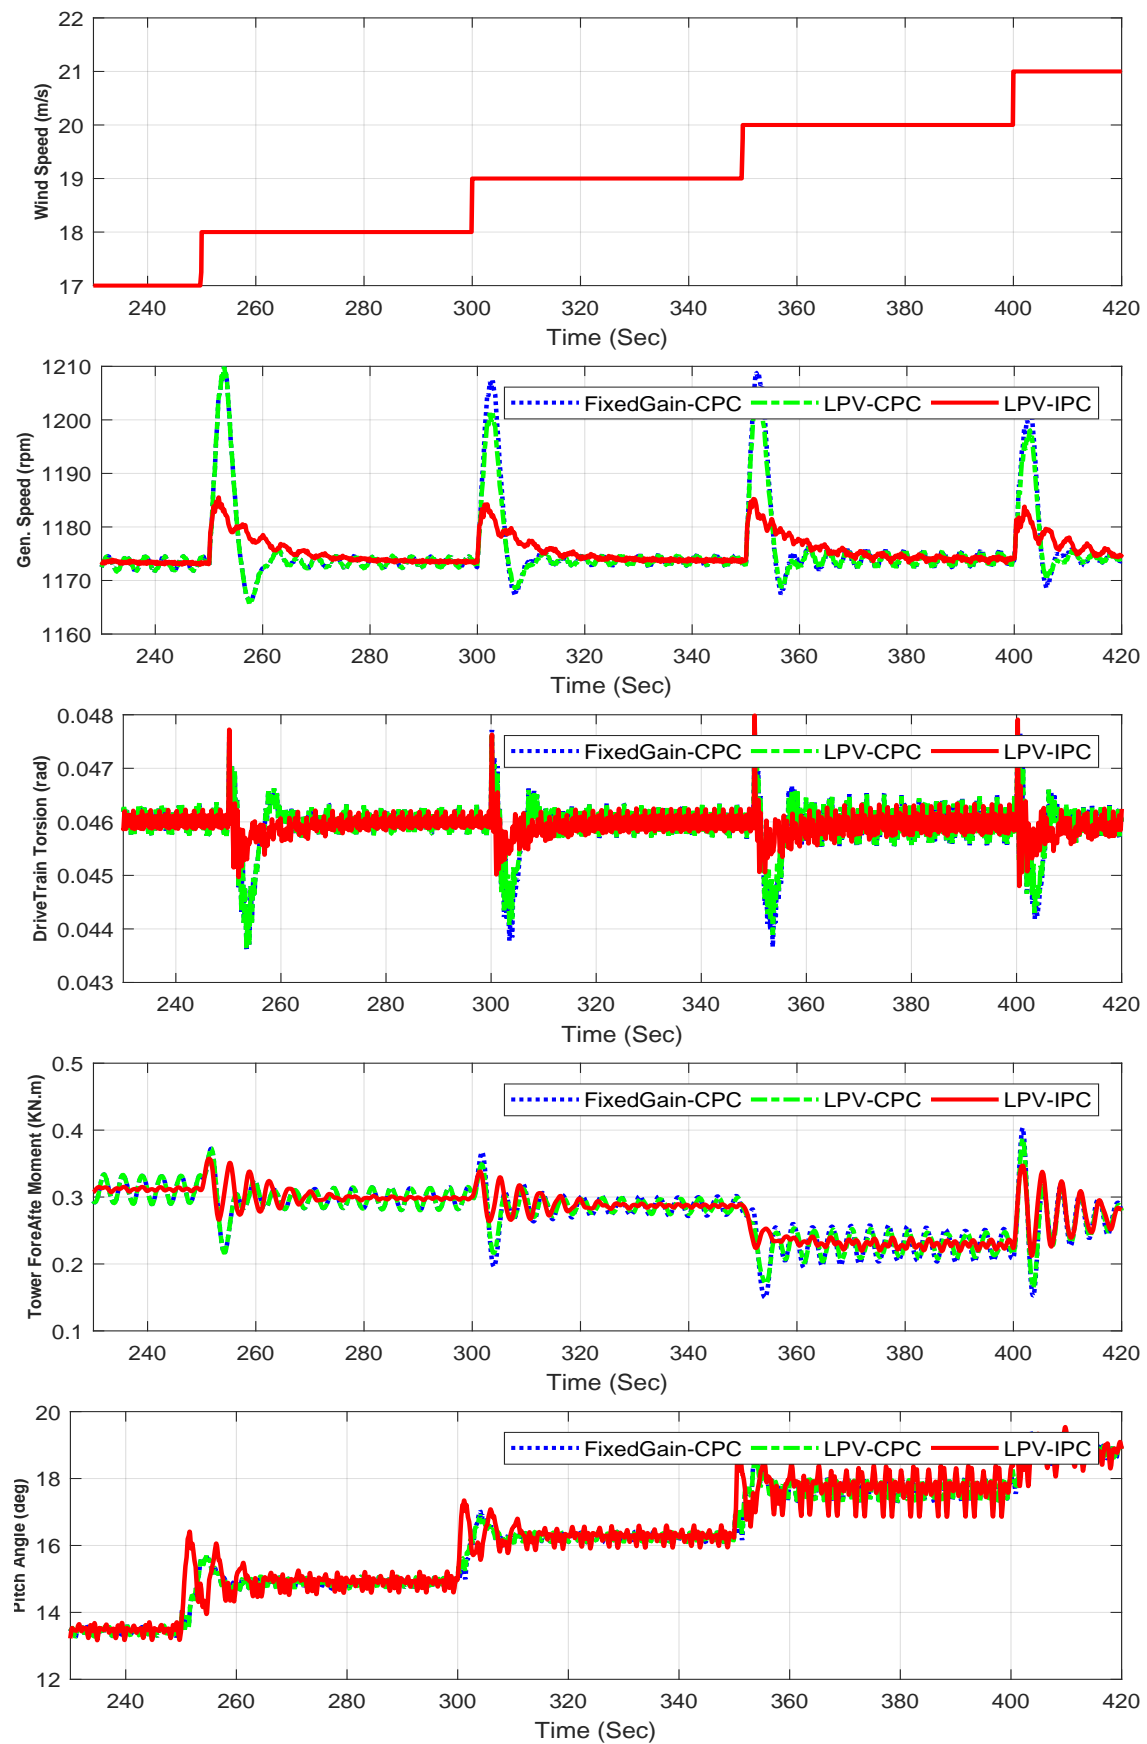 22
21
20
19
18
17
Wind Speed (m/s)
240 260 280 300 320 340 360 380 400 420
Time (Sec)
1210
1200
1190
1180
1170
1160
Gen. Speed (rpm)
FixedGain-CPC LPV-CPC LPV-IPC
240 260 280 300 320 340 360 380 400 420
Time (Sec)
0.048
0.047
0.046
0.045
0.044
0.043
DriveTrain Torsion (rad)
FixedGain-CPC LPV-CPC LPV-IPC
240 260 280 300 320 340 360 380 400 420
Time (Sec)
0.5
0.4
0.3
0.2
0.1
Tower ForeAfte Moment (KN.m)
FixedGain-CPC LPV-CPC LPV-IPC
240 260 280 300 320 340 360 380 400 420
Time (Sec)
20
18
16
14
12
Pitch Angle (deg)
FixedGain-CPC LPV-CPC LPV-IPC
240 260 280 300 320 340 360 380 400 420
Time (Sec)